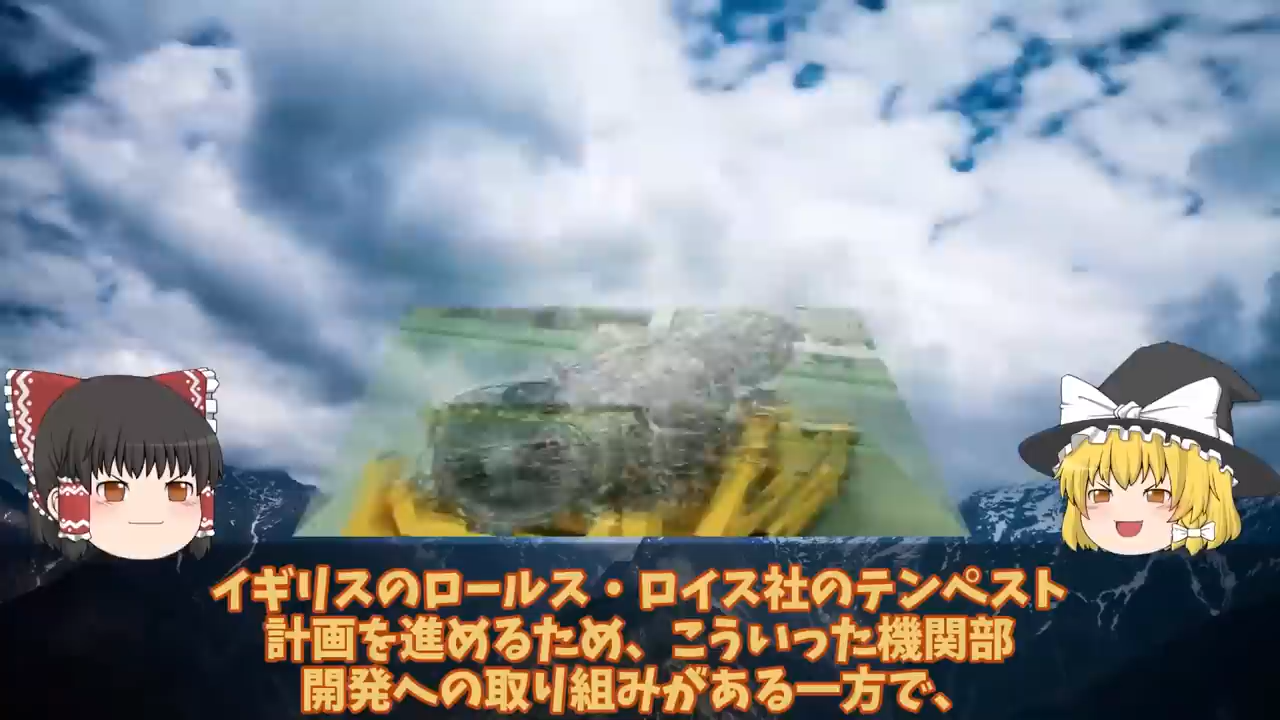 イギリスのロールス・ロイス社のテンペスト
計画を進めるため、こういった機関部
開発への取り組みがある一方で、